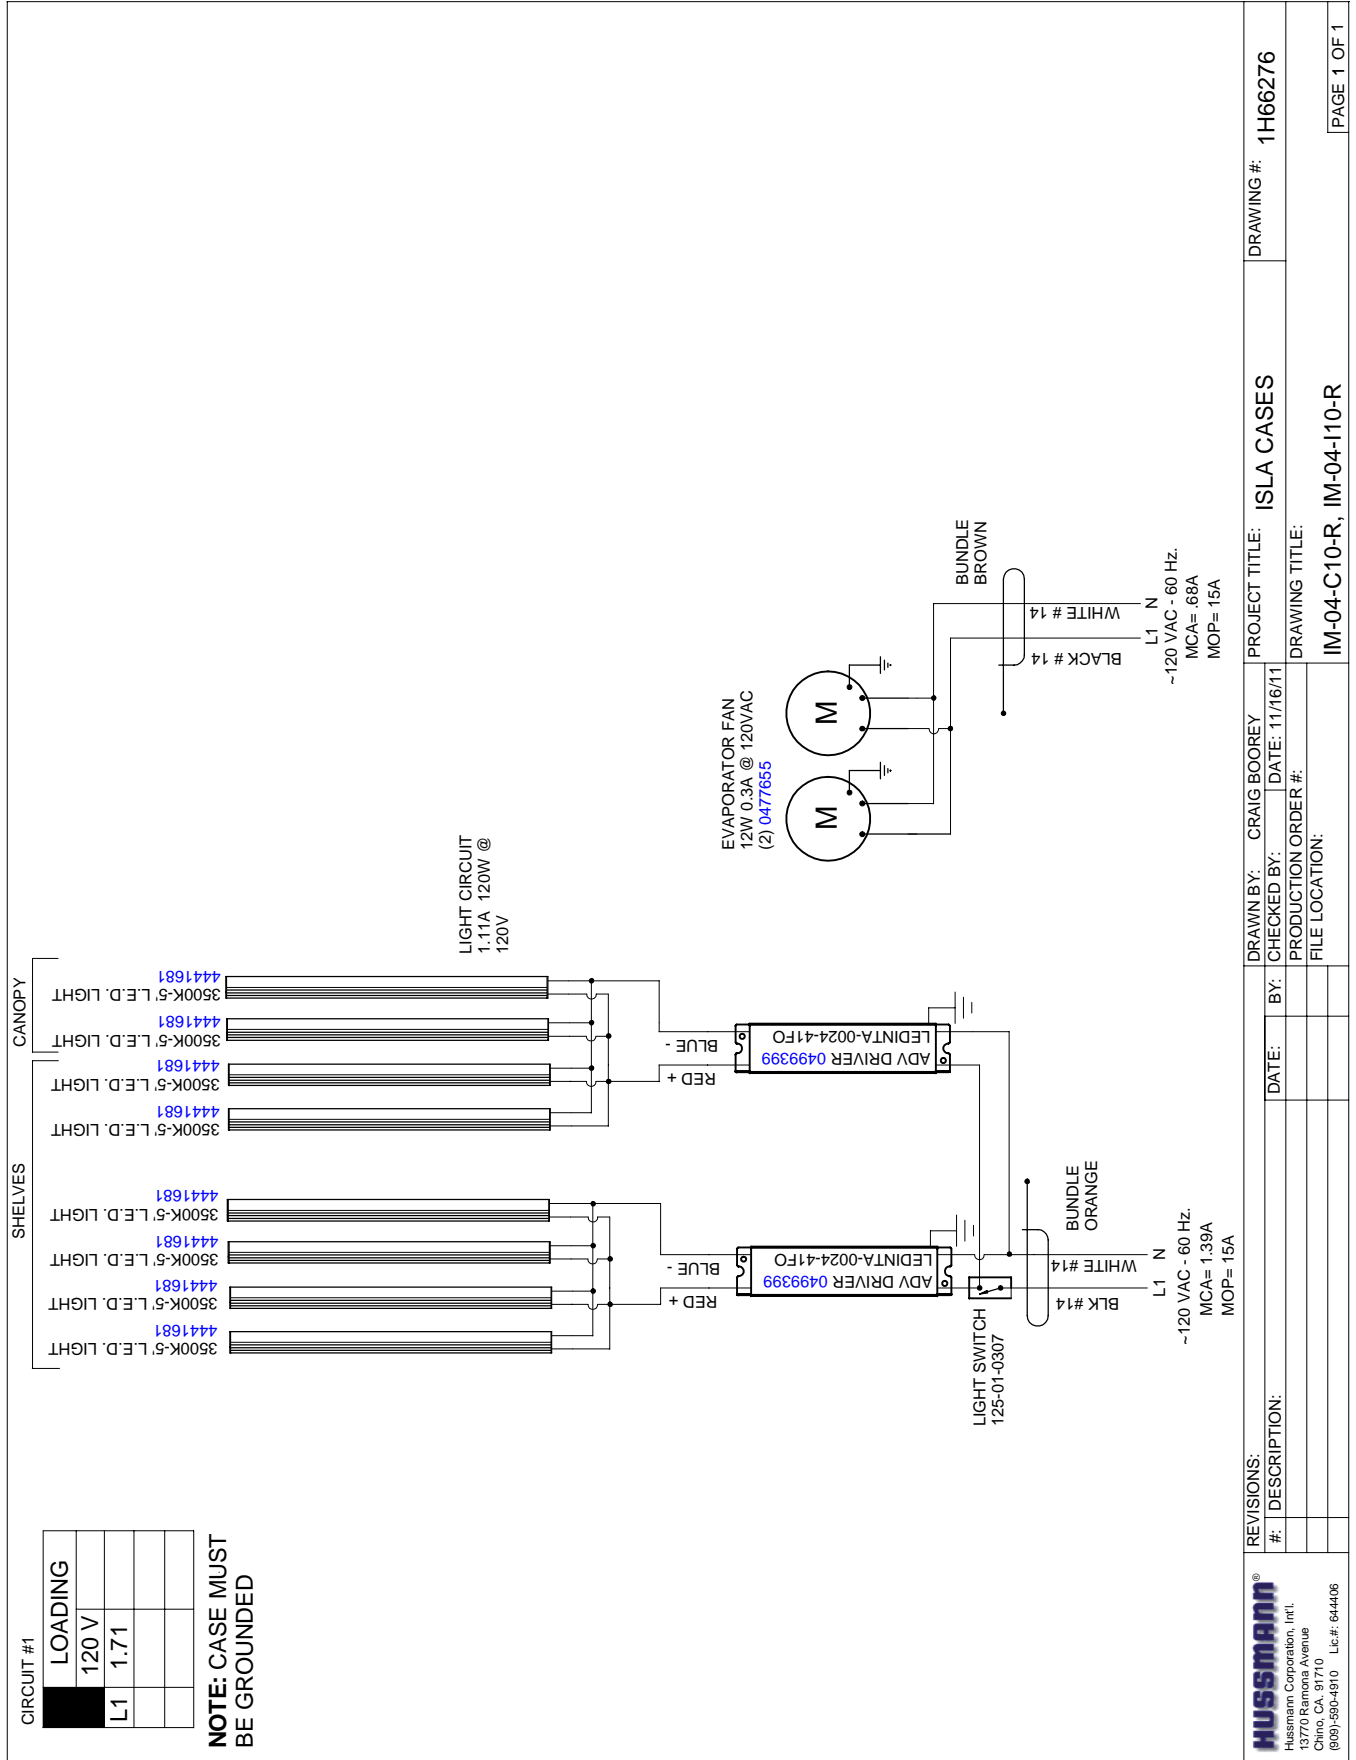 CIRCUIT #1
LOADING
120 V
L1 1.71
NOTE: CASE MUST
BE GROUNDED
SHELVES
CANOPY
3500K-5' L.E.D. LIGHT
4441681
3500K-5' L.E.D. LIGHT
4441681
3500K-5' L.E.D. LIGHT
4441681
3500K-5' L.E.D. LIGHT
4441681
3500K-5' L.E.D. LIGHT
4441681
3500K-5' L.E.D. LIGHT
4441681
3500K-5' L.E.D. LIGHT
4441681
3500K-5' L.E.D. LIGHT
4441681
LIGHT CIRCUIT
1.11A 120W @
120V
RED +
BLUE -
RED +
BLUE -
ADV DRIVER 0499399
LEDINTA-0024-41FO
ADV DRIVER 0499399
LEDINTA-0024-41FO
LIGHT SWITCH
125-01-0307
BUNDLE
ORANGE
BLK #14
WHITE #14
L1 N
~120 VAC - 60 Hz.
MCA= 1.39A
MOP= 15A
EVAPORATOR FAN
12W 0.3A @ 120VAC
(2) 0477655
M
M
BUNDLE
BROWN
BLACK # 14
WHITE # 14
L1 N
~120 VAC - 60 Hz.
MCA= .68A
MOP= 15A
HUSSMANN®
Hussmann Corporation, Int'l.
13770 Ramona Avenue
Chino, CA. 91710
(909)-590-4910 Lic.#: 644406
REVISIONS:
#: DESCRIPTION: DATE: BY:
DRAWN BY: CRAIG BOOREY
CHECKED BY: DATE: 11/16/11
PRODUCTION ORDER #:
FILE LOCATION:
PROJECT TITLE: ISLA CASES
DRAWING TITLE:
IM-04-C10-R, IM-04-I10-R
DRAWING #: 1H66276
PAGE 1 OF 1